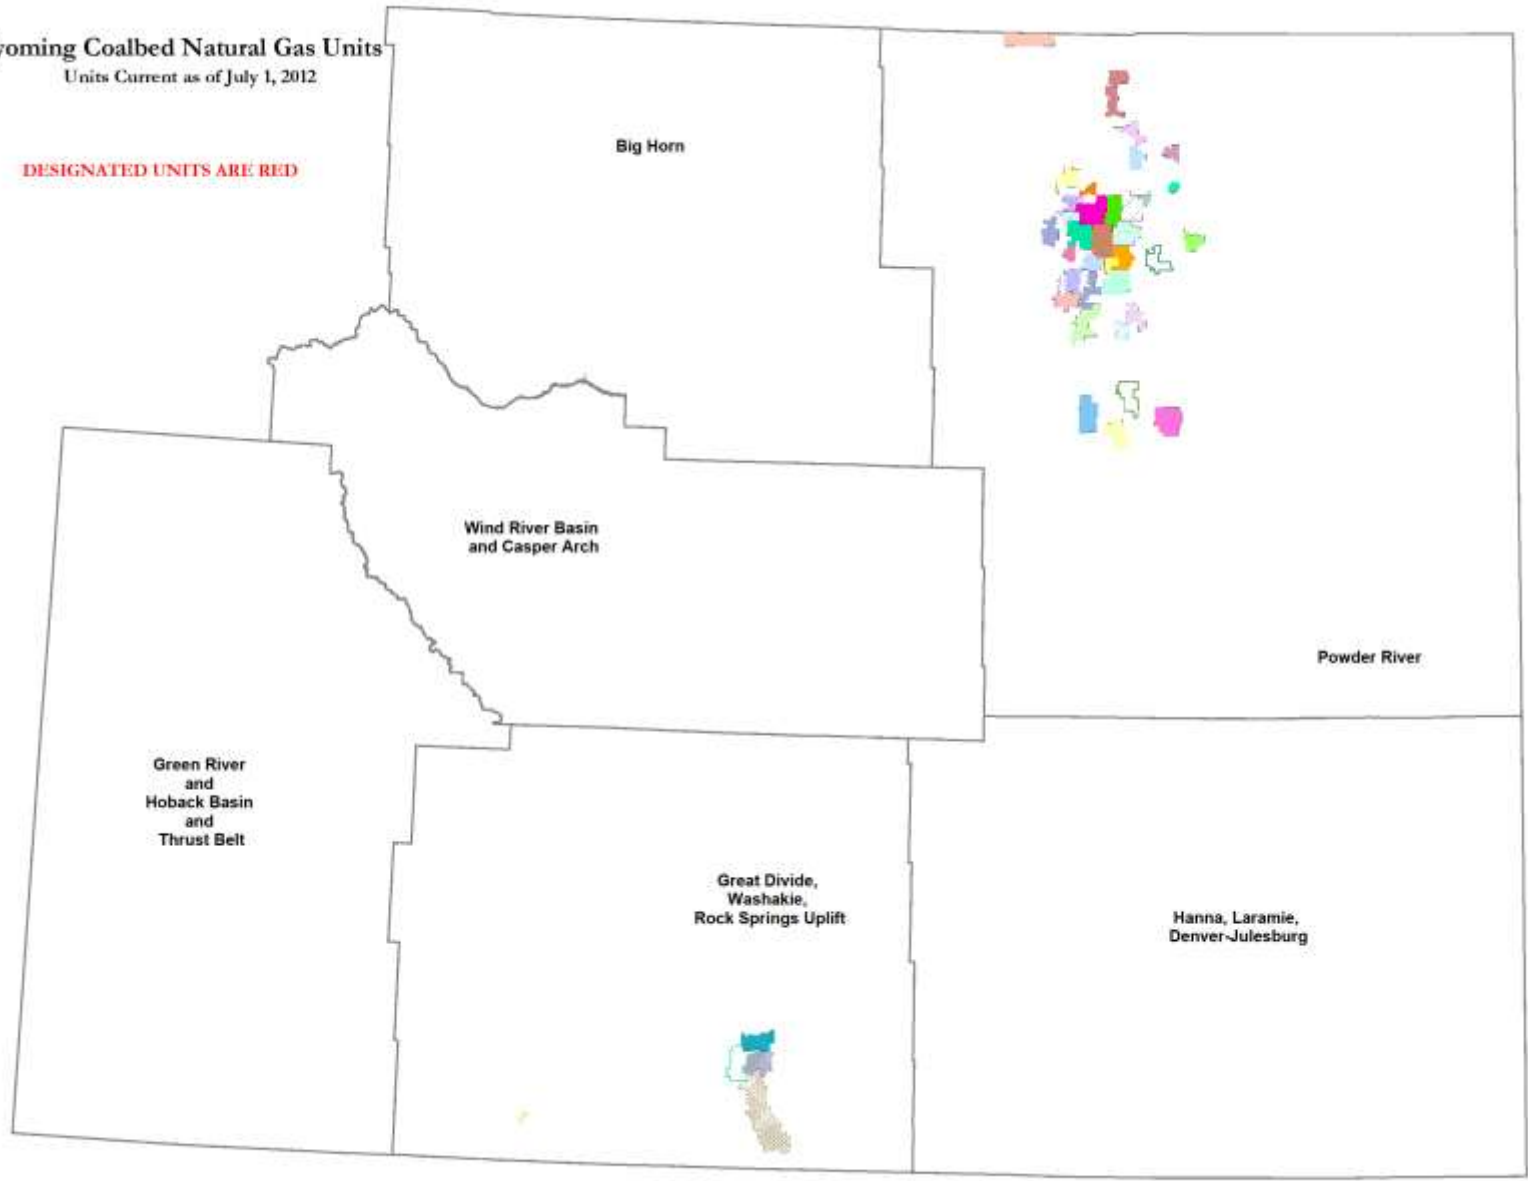 yoming Coalbed Natural Gas Units
Units Current as of July 1, 2012
DESIGNATED UNITS ARE RED
Big Horn
Wind River Basin
and Casper Arch
Powder River
Green River
and
Hoback Basin
and
Thrust Belt
Great Divide,
Washakie,
Rock Springs Uplift
Hanna, Laramie,
Denver-Julesburg